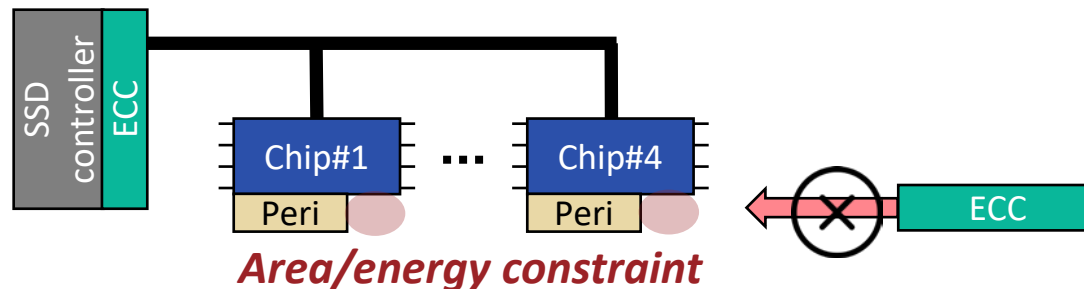 SSD
controller
ECC
Chip#1
...
Chip#4
Peri
Peri
ECC
Area/energy constraint